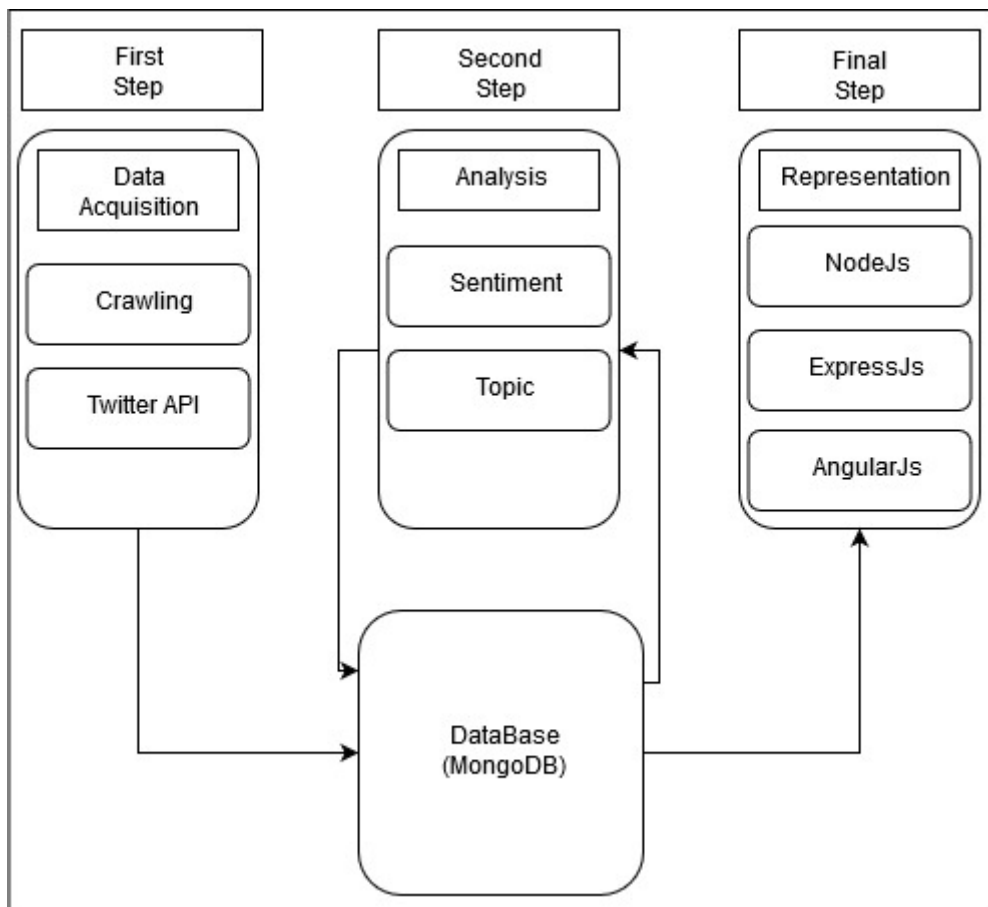 First
Step
Second
Step
Final
Step
Data
Acquisition
Crawling
Twitter API
Analysis
Sentiment
Topic
Representation
NodeJs
ExpressJs
AngularJs
DataBase
(MongoDB)